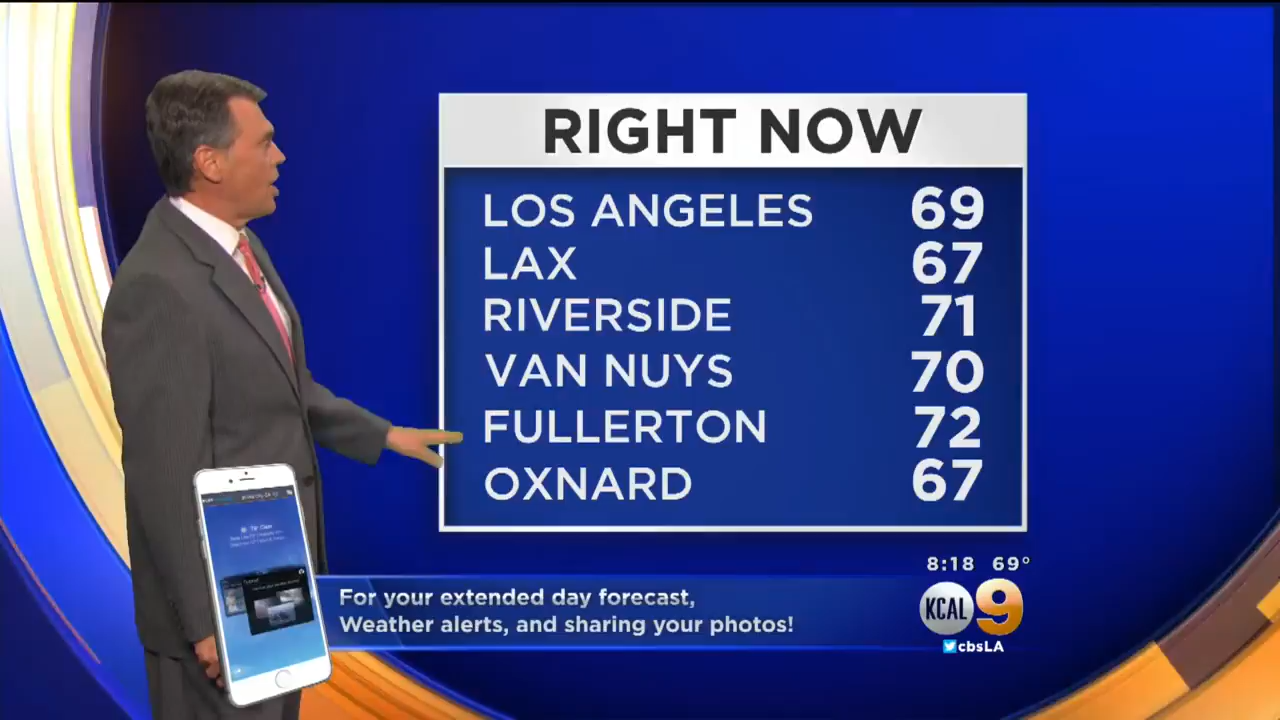 RIGHT NOW
LOS ANGELES 69
LAX 67
RIVERSIDE 71
VAN NUYS 70
FULLERTON 72
OXNARD 67
8:18 69°
KCAL 9
cbsLA
For your extended day forecast,
Weather alerts, and sharing your photos!